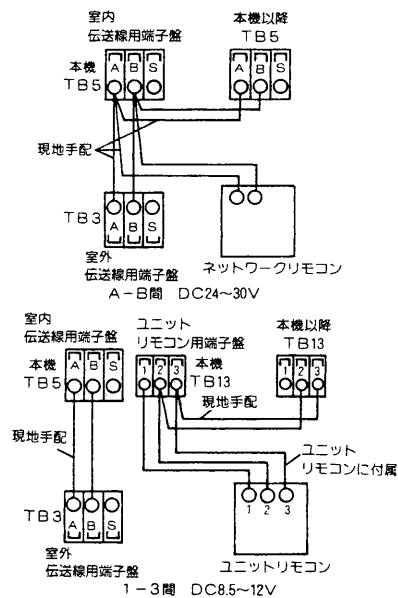 室内
伝送線用端子盤
本機
TB5
A B S
本機以降
TB5
A B S
現地手配
TB3
A B S
室外
伝送線用端子盤
ネットワークリモコン
A−B間 DC24〜30V
室内
伝送線用端子盤
本機
TB5
A B S
ユニット
リモコン用端子盤
1 2 3
本機
TB13
本機以降
TB13
1 2 3
現地手配
現地手配
ユニット
リモコンに付属
TB3
A B S
室外
伝送線用端子盤
1 2 3
ユニットリモコン
1−3間 DC8.5〜12V